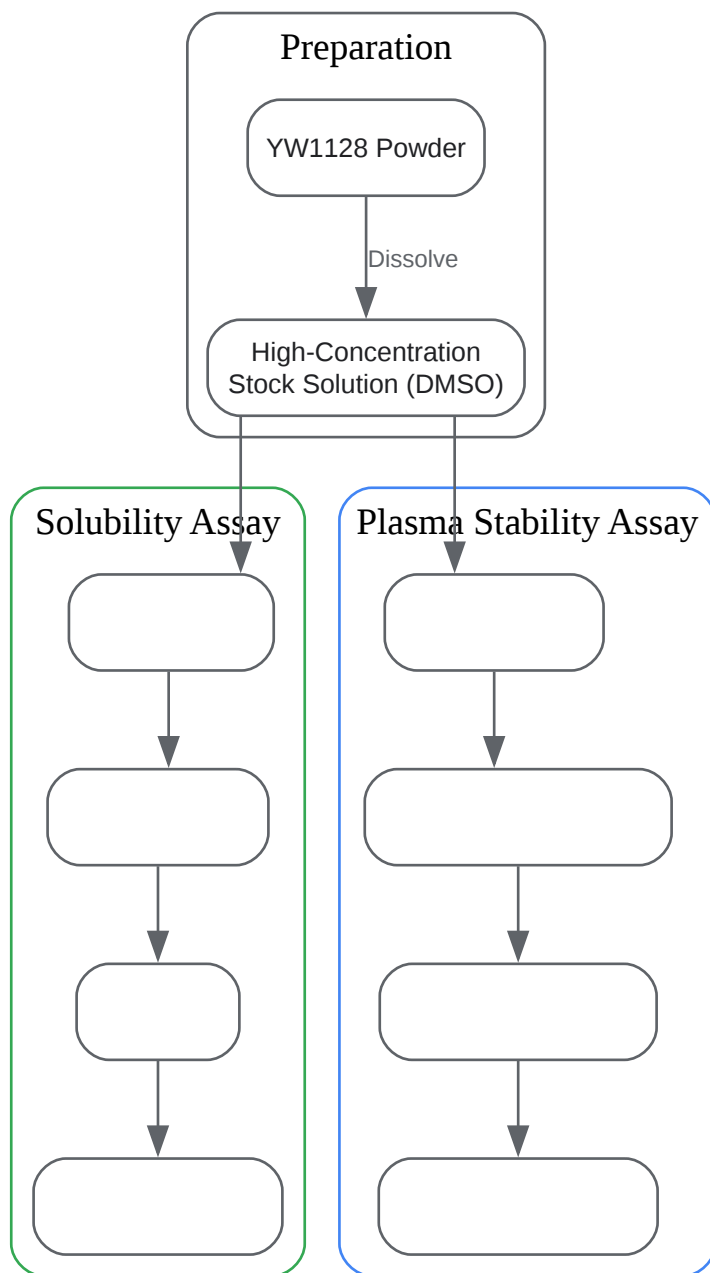 Preparation
YW1128 Powder
Dissolve
High-Concentration
Stock Solution (DMSO)
Solubility Assay
Plasma Stability Assay